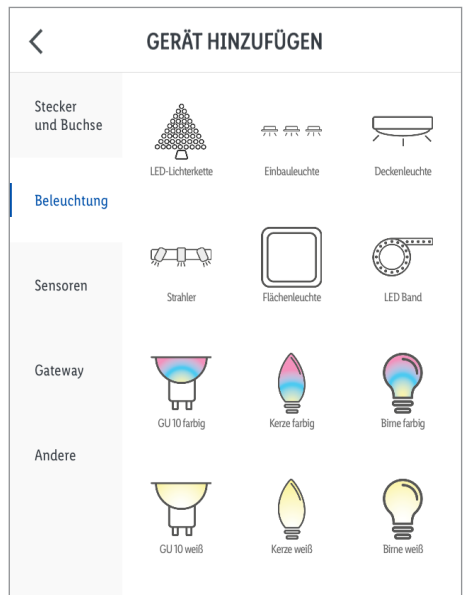 GERÄT HINZUFÜGEN
Stecker
und Buchse
Beleuchtung
Sensoren
Gateway
Andere
LED-Lichterkette
Einbauleuchte
Deckenleuchte
Strahler
Flächenleuchte
LED Band
GU 10 farbig
Kerze farbig
Birne farbig
GU 10 weiß
Kerze weiß
Birne weiß